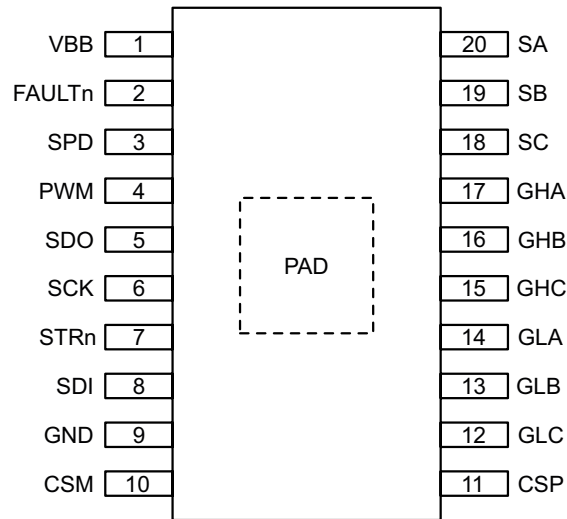 VBB 1 20 SA
FAULTn 2 19 SB
SPD 3 18 SC
PWM 4 17 GHA
SDO 5 16 GHB
PAD
SCK 6 15 GHC
STRn 7 14 GLA
SDI 8 13 GLB
GND 9 12 GLC
CSM 10 11 CSP